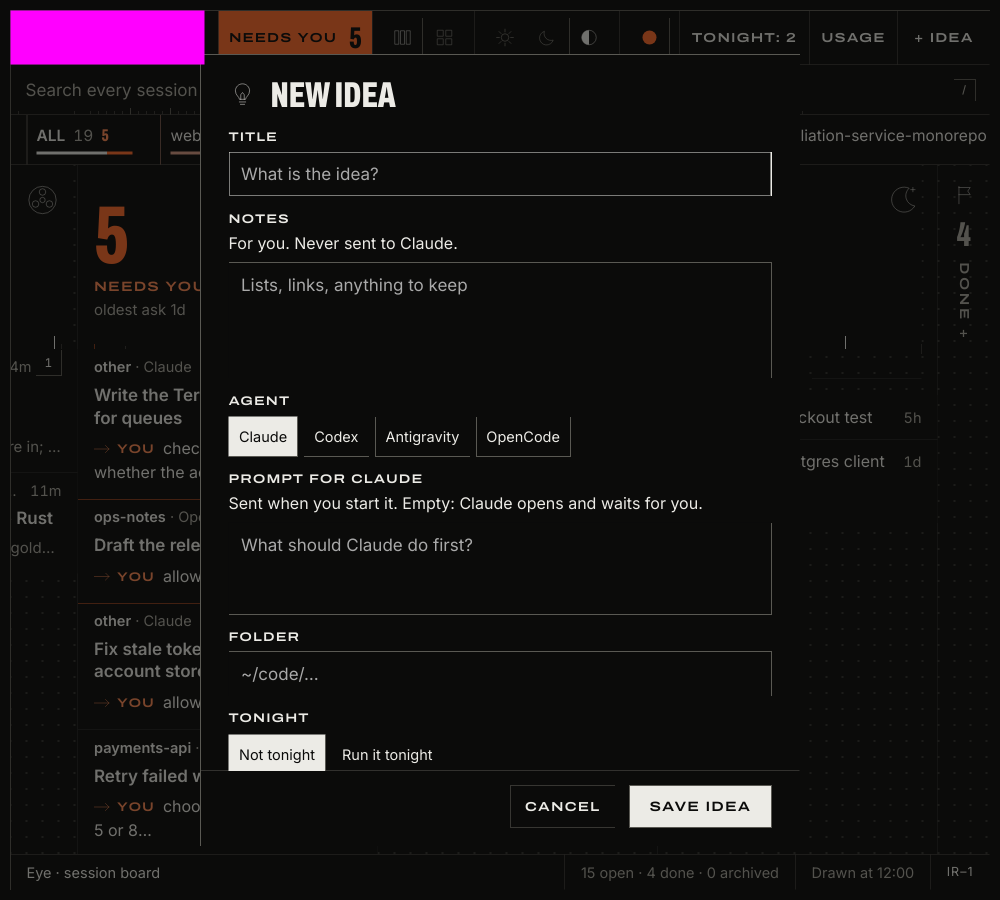 NEEDS YOU 5
TONIGHT: 2
USAGE
+ IDEA
Search every session
/
ALL 19 5
web
liation-service-monorepo
5
NEEDS YOU
oldest ask 1d
4m 1
re in; ...
. 11m
Rust
gold...
other · Claude
Write the Ter
for queues
→ YOU chec
whether the a
ops-notes · Ope
Draft the rele
→ YOU allow
other · Claude
Fix stale toke
account store
→ YOU allow
payments-api ·
Retry failed w
→ YOU choo
5 or 8...
NEW IDEA
TITLE
What is the idea?
NOTES
For you. Never sent to Claude.
Lists, links, anything to keep
AGENT
Claude Codex Antigravity OpenCode
PROMPT FOR CLAUDE
Sent when you start it. Empty: Claude opens and waits for you.
What should Claude do first?
FOLDER
~/code/...
TONIGHT
Not tonight Run it tonight
CANCEL SAVE IDEA
ckout test 5h
tgres client 1d
4 DONE +
Eye · session board
15 open · 4 done · 0 archived
Drawn at 12:00
IR–1